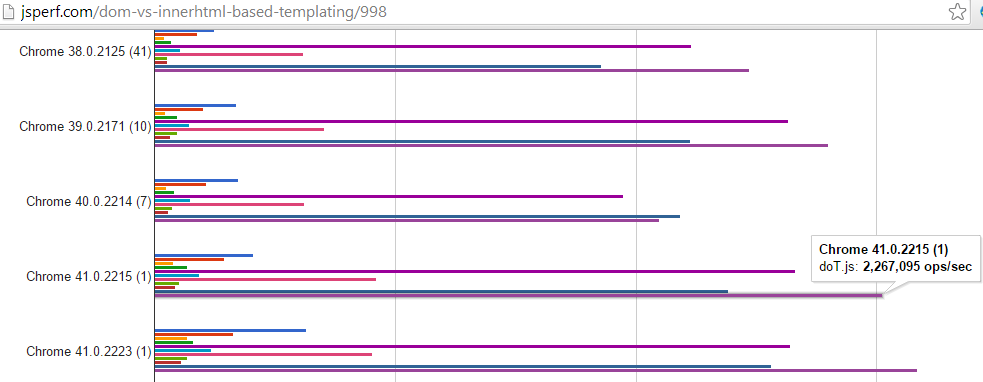 jsperf.com/dom-vs-innerhtml-based-templating/998
Chrome 38.0.2125 (41)
Chrome 39.0.2171 (10)
Chrome 40.0.2214 (7)
Chrome 41.0.2215 (1)
doT.js: 2,267,095 ops/sec
Chrome 41.0.2215 (1)
Chrome 41.0.2223 (1)